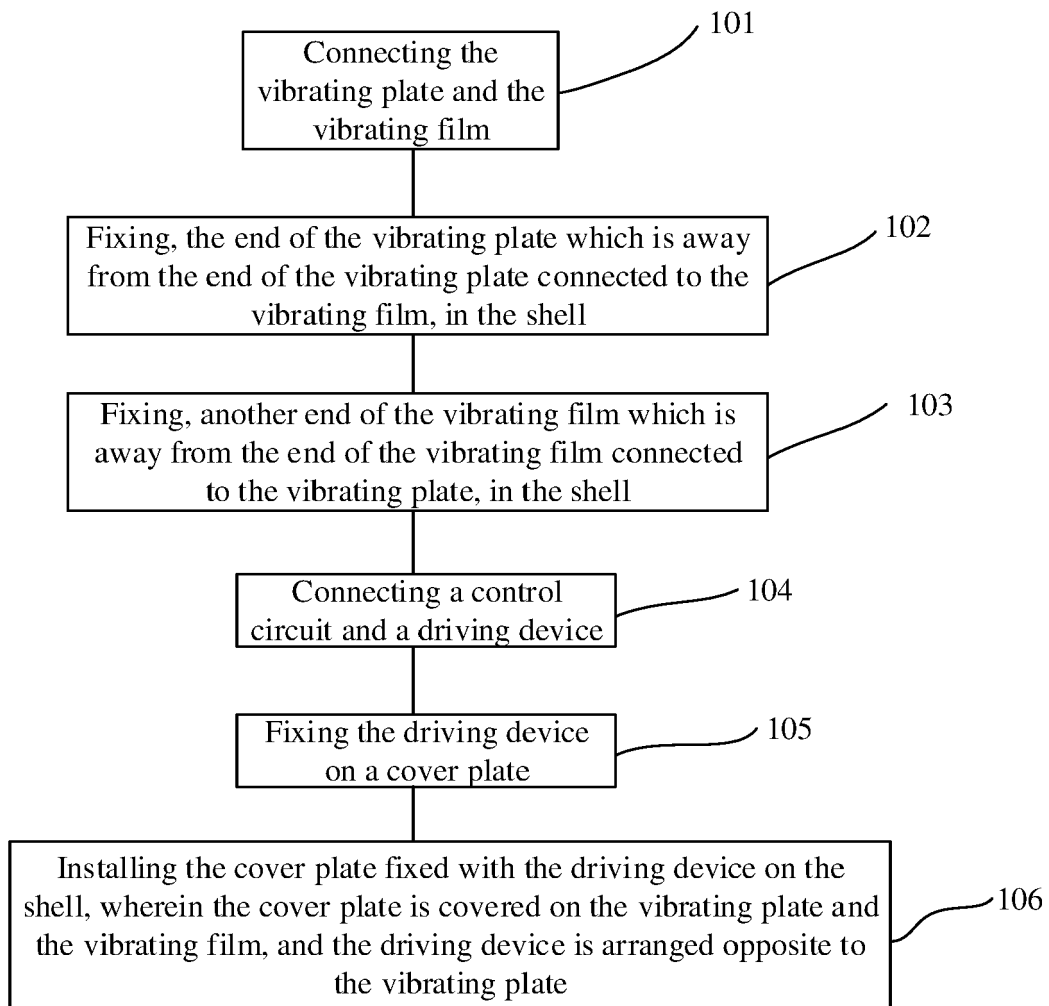 101
Connecting the
vibrating plate and the
vibrating film
102
Fixing, the end of the vibrating plate which is away
from the end of the vibrating plate connected to the
vibrating film, in the shell
103
Fixing, another end of the vibrating film which is
away from the end of the vibrating film connected
to the vibrating plate, in the shell
104
Connecting a control
circuit and a driving device
105
Fixing the driving device
on a cover plate
106
Installing the cover plate fixed with the driving device on the
shell, wherein the cover plate is covered on the vibrating plate and
the vibrating film, and the driving device is arranged opposite to
the vibrating plate